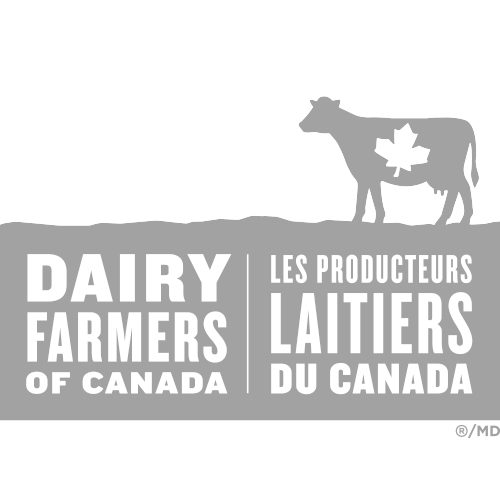 DAIRY
FARMERS
OF CANADA
LES PRODUCTEURS
LAITIERS
DU CANADA
®/MD